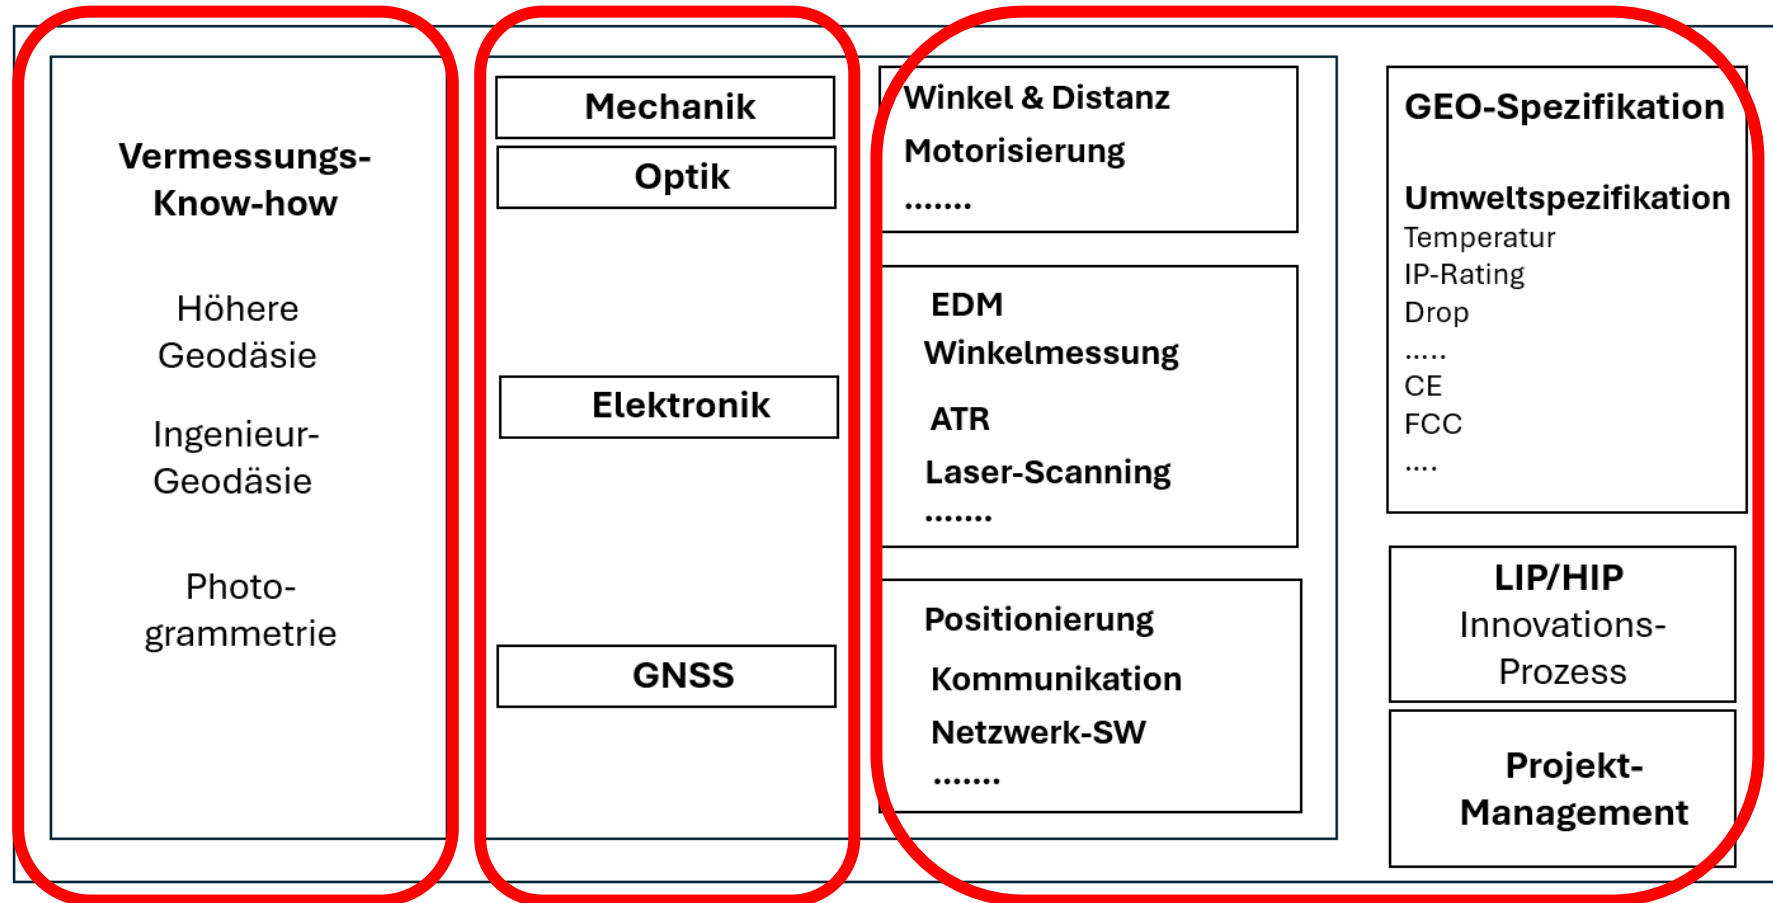 Vermessungs-
Know-how
Höhere
Geodäsie
Ingenieur-
Geodäsie
Photo-
grammetrie
Mechanik
Optik
Elektronik
GNSS
Winkel & Distanz
Motorisierung
.......
EDM
Winkelmessung
ATR
Laser-Scanning
.......
Positionierung
Kommunikation
Netzwerk-SW
.......
GEO-Spezifikation
Umweltspezifikation
Temperatur
IP-Rating
Drop
.....
CE
FCC
....
LIP/HIP
Innovations-
Prozess
Projekt-
Management